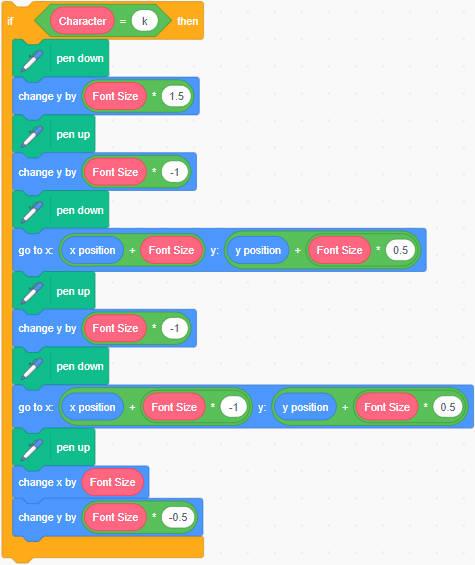 if Character = k then
pen down
change y by Font Size * 1.5
pen up
change y by Font Size * -1
pen down
go to x: x position + Font Size y: y position + Font Size * 0.5
pen up
change y by Font Size * -1
pen down
go to x: x position + Font Size * -1 y: y position + Font Size * 0.5
pen up
change x by Font Size
change y by Font Size * -0.5